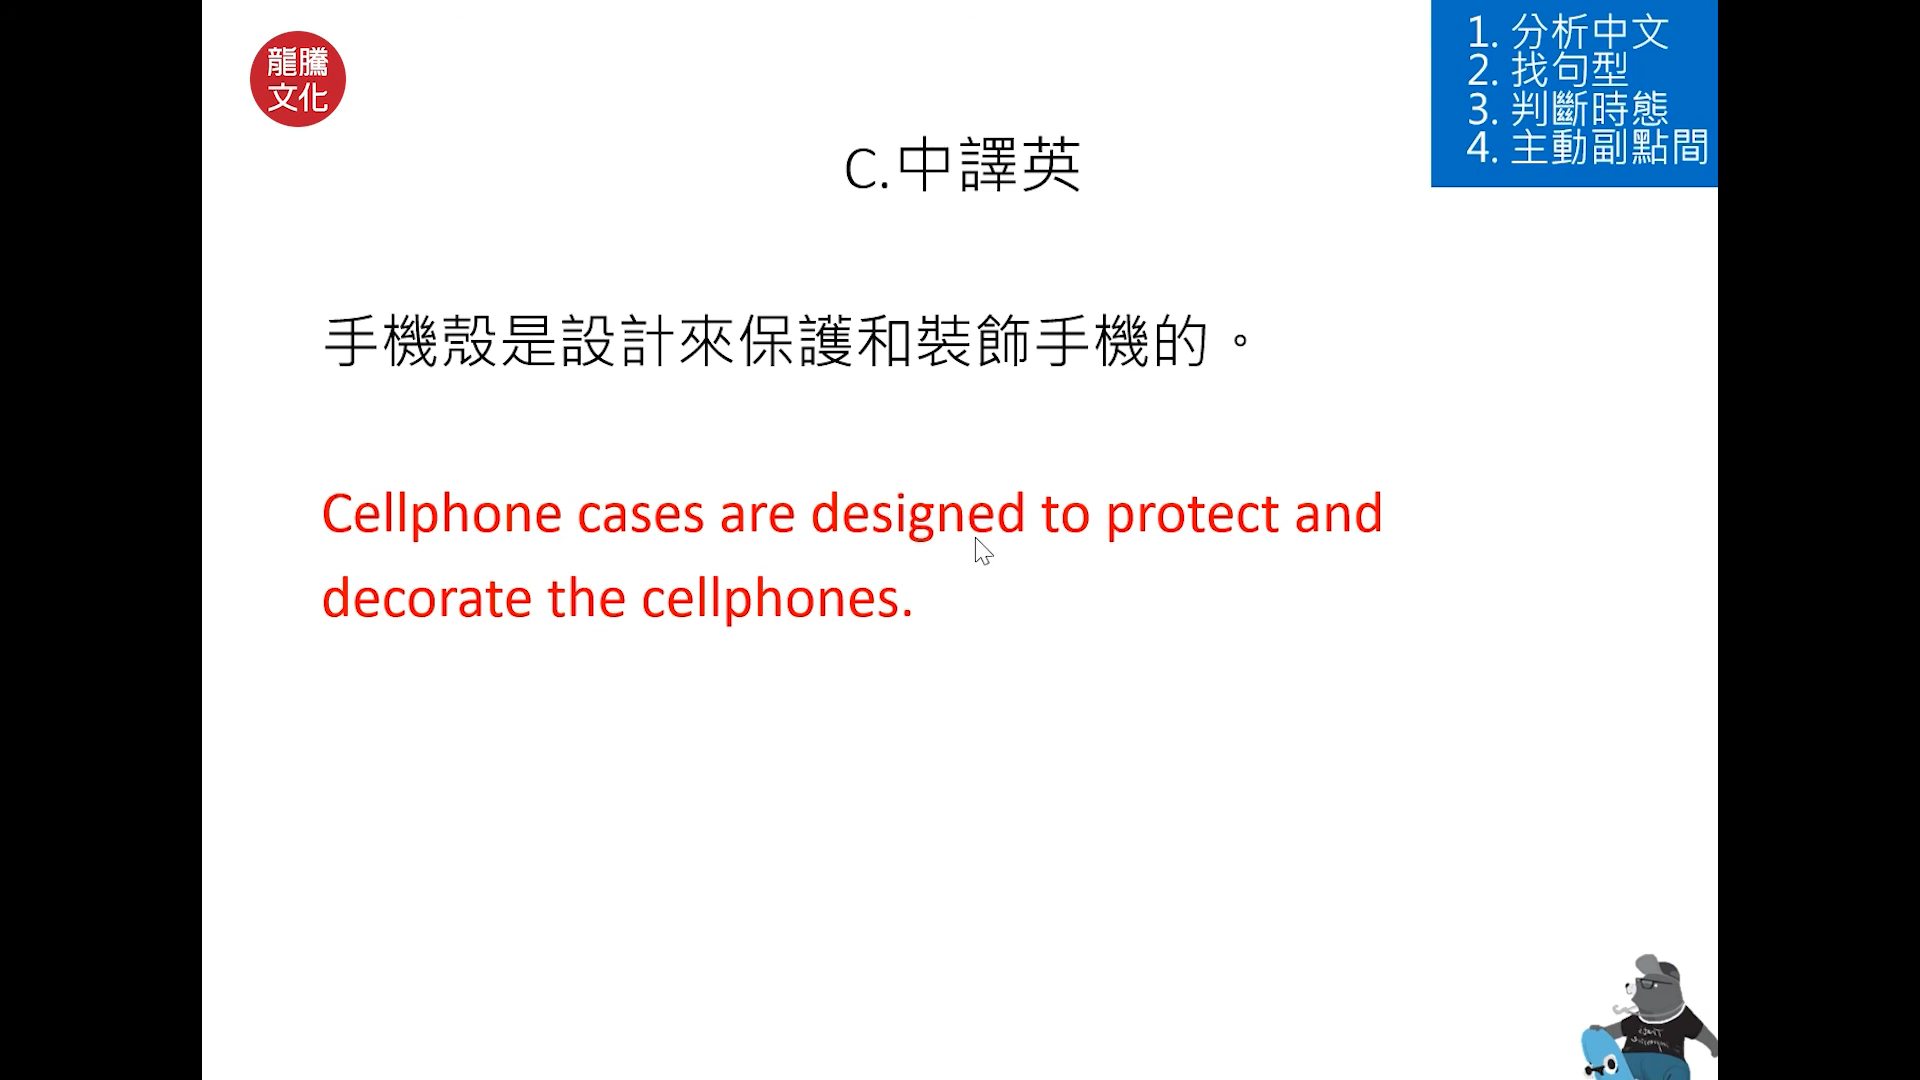 龍騰
文化
1. 分析中文
2. 找句型
3. 判斷時態
4. 主動副點間
C.中譯英
手機殼是設計來保護和裝飾手機的。
Cellphone cases are designed to protect and
decorate the cellphones.